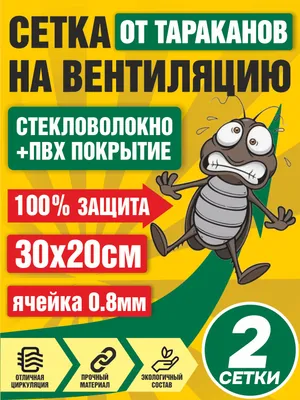 СЕТКА ОТ ТАРАКАНОВ
НА ВЕНТИЛЯЦИЮ
СТЕКЛОВОЛОКНО
+ПВХ ПОКРЫТИЕ
100% ЗАЩИТА
30х20см
ячейка 0.8мм
ОТЛИЧНАЯ
ЦИРКУЛЯЦИЯ
ПРОЧНЫЙ
МАТЕРИАЛ
ЭКОЛОГИЧНЫЙ
СОСТАВ
2
СЕТКИ